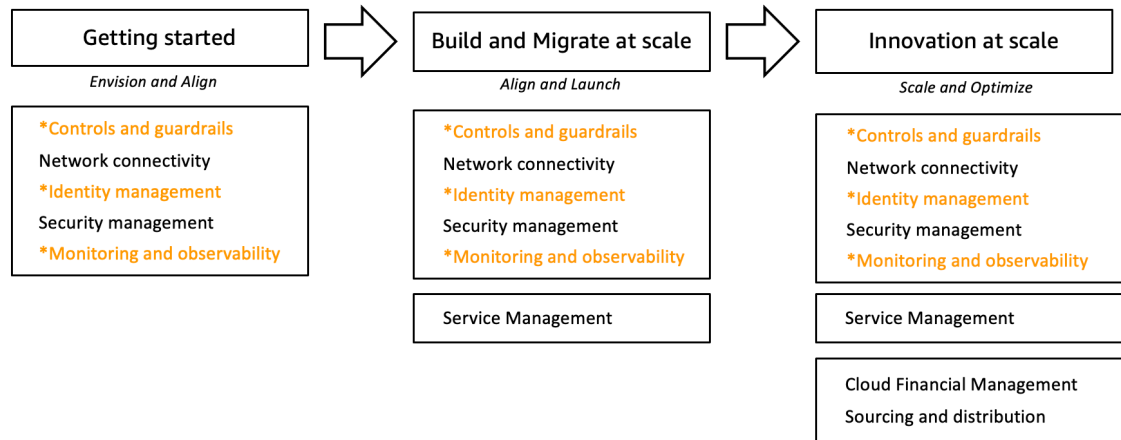 Getting started
Envision and Align
*Controls and guardrails
Network connectivity
*Identity management
Security management
*Monitoring and observability
Build and Migrate at scale
Align and Launch
*Controls and guardrails
Network connectivity
*Identity management
Security management
*Monitoring and observability
Service Management
Innovation at scale
Scale and Optimize
*Controls and guardrails
Network connectivity
*Identity management
Security management
*Monitoring and observability
Service Management
Cloud Financial Management
Sourcing and distribution